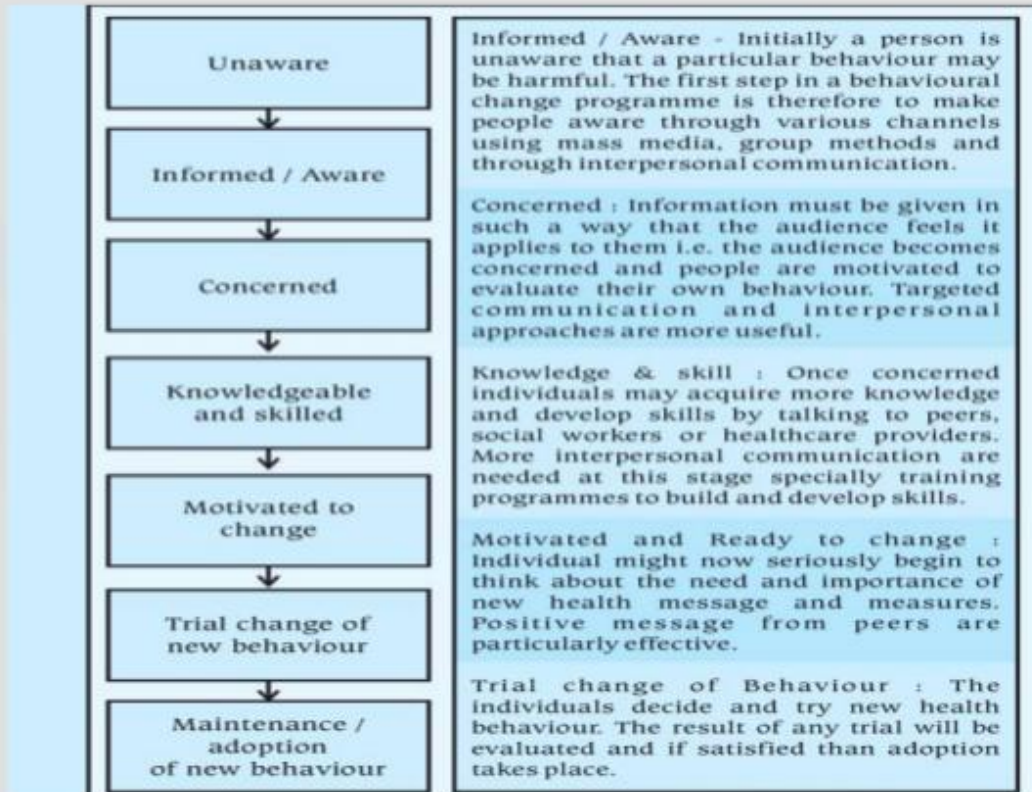 Unaware
Informed / Aware
Concerned
Knowledgeable
and skilled
Motivated to
change
Trial change of
new behaviour
Maintenance /
adoption
of new behaviour
Informed / Aware - Initially a person is
unaware that a particular behaviour may
be harmful. The first step in a behavioural
change programme is therefore to make
people aware through various channels
using mass media, group methods and
through interpersonal communication.
Concerned : Information must be given in
such a way that the audience feels it
applies to them i.e. the audience becomes
concerned and people are motivated to
evaluate their own behaviour. Targeted
communication and interpersonal
approaches are more useful.
Knowledge & skill : Once concerned
individuals may acquire more knowledge
and develop skills by talking to peers,
social workers or healthcare providers.
More interpersonal communication are
needed at this stage specially training
programmes to build and develop skills.
Motivated and Ready to change :
Individual might now seriously begin to
think about the need and importance of
new health message and measures.
Positive message from peers are
particularly effective.
Trial change of Behaviour : The
individuals decide and try new health
behaviour. The result of any trial will be
evaluated and if satisfied than adoption
takes place.